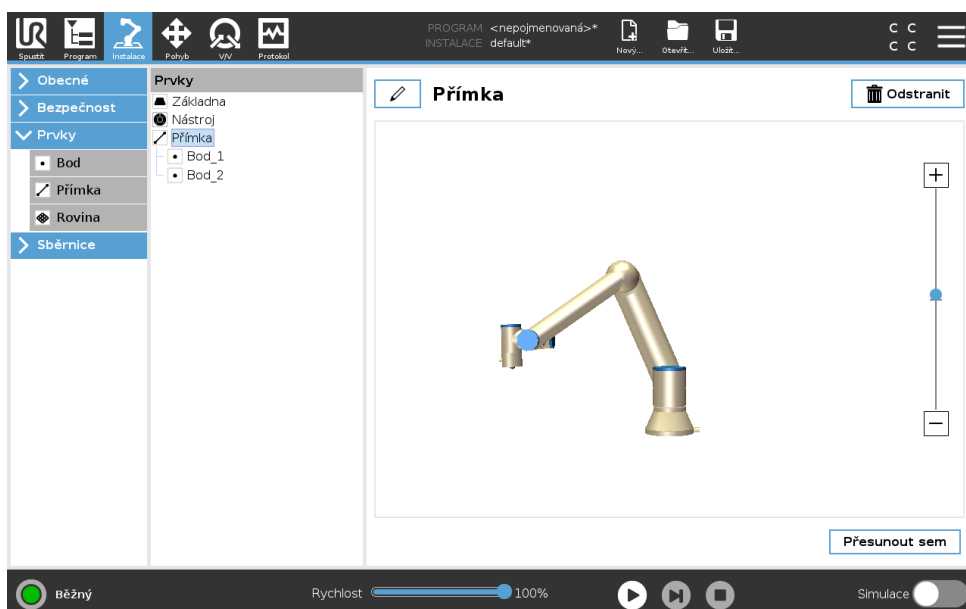 UR
Spustit
Program
Instalace
Pohyb
V/V
Protokol
PROGRAM <nepojmenovaná>*
INSTALACE default*
Nový...
Otevřít...
Uložit...
C C
C C
Obecné
Bezpečnost
Prvky
Bod
Přímka
Rovina
Sběrnice
Prvky
Základna
Nástroj
Přímka
Bod_1
Bod_2
Přímka
Odstranit
Přesunout sem
Běžný
Rychlost
100%
Simulace